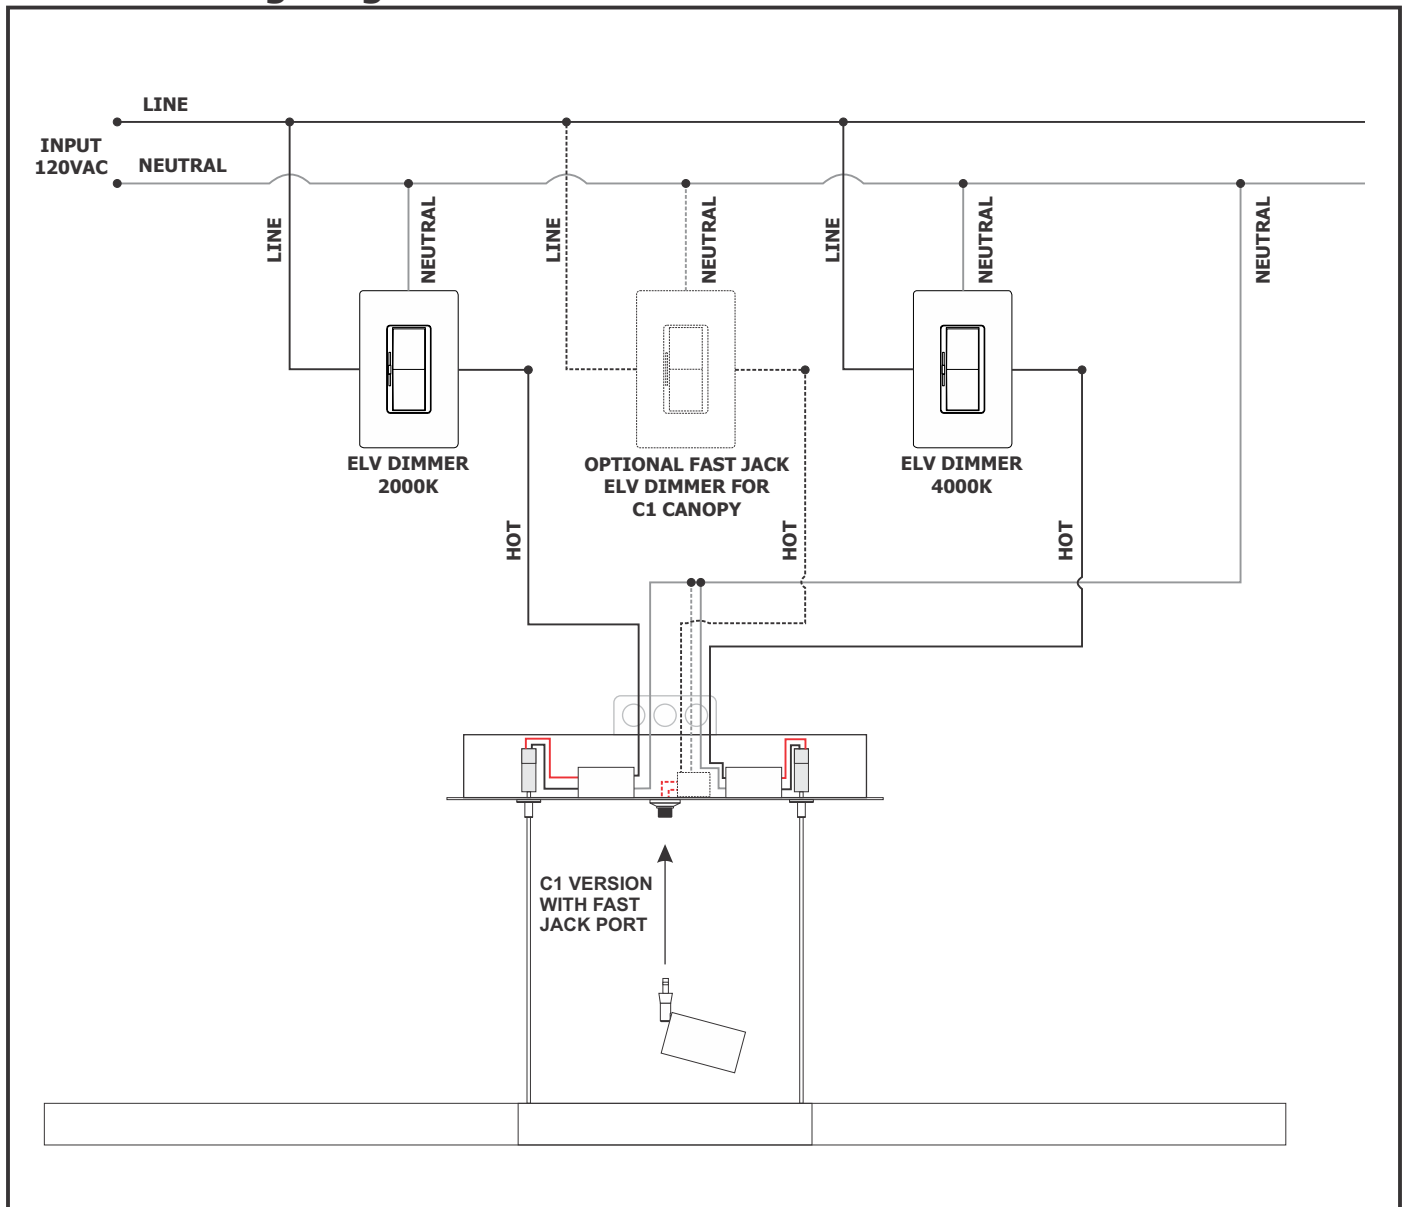 LINE
INPUT
120VAC
NEUTRAL
LINE
NEUTRAL
LINE
NEUTRAL
LINE
NEUTRAL
NEUTRAL
ELV DIMMER
2000K
OPTIONAL FAST JACK
ELV DIMMER FOR
C1 CANOPY
ELV DIMMER
4000K
HOT
HOT
HOT
C1 VERSION
WITH FAST
JACK PORT